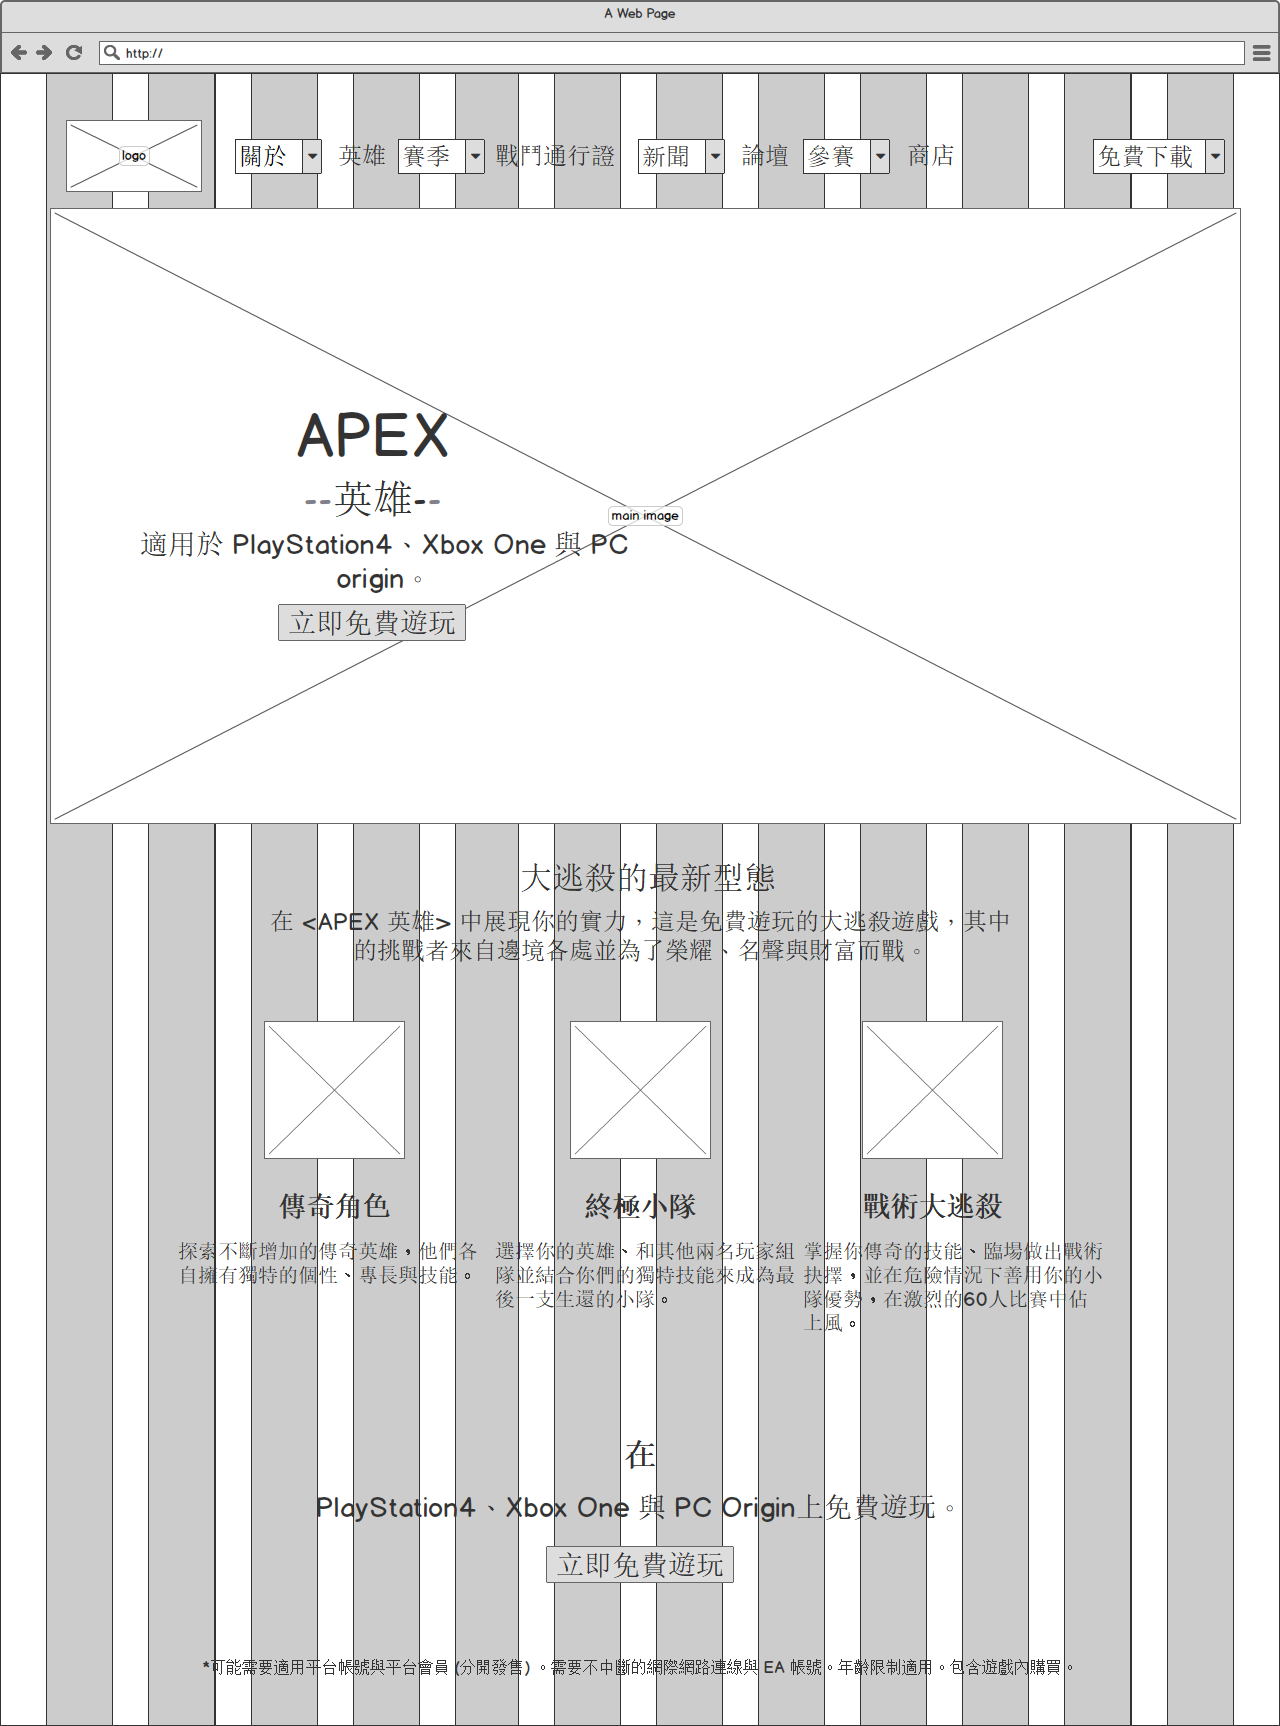 A Web Page
http://
logo
關於 英雄 賽季 戰鬥通行證 新聞 論壇 參賽 商店 免費下載
APEX
--英雄--
main image
適用於 PlayStation4、Xbox One 與 PC
origin。
立即免費遊玩
大逃殺的最新型態
在 <APEX 英雄> 中展現你的實力，這是免費遊玩的大逃殺遊戲，其中
的挑戰者來自邊境各處並為了榮耀、名聲與財富而戰。
傳奇角色
探索不斷增加的傳奇英雄，他們各
自擁有獨特的個性、專長與技能。
終極小隊
選擇你的英雄、和其他兩名玩家組
隊並結合你們的獨特技能來成為最
後一支生還的小隊。
戰術大逃殺
掌握你傳奇的技能、臨場做出戰術
抉擇，並在危險情況下善用你的小
隊優勢，在激烈的60人比賽中佔
上風。
在
PlayStation4、Xbox One 與 PC Origin上免費遊玩。
立即免費遊玩
*可能需要適用平台帳號與平台會員 (分開發售) 。需要不中斷的網際網路連線與 EA 帳號。年齡限制適用。包含遊戲內購買。